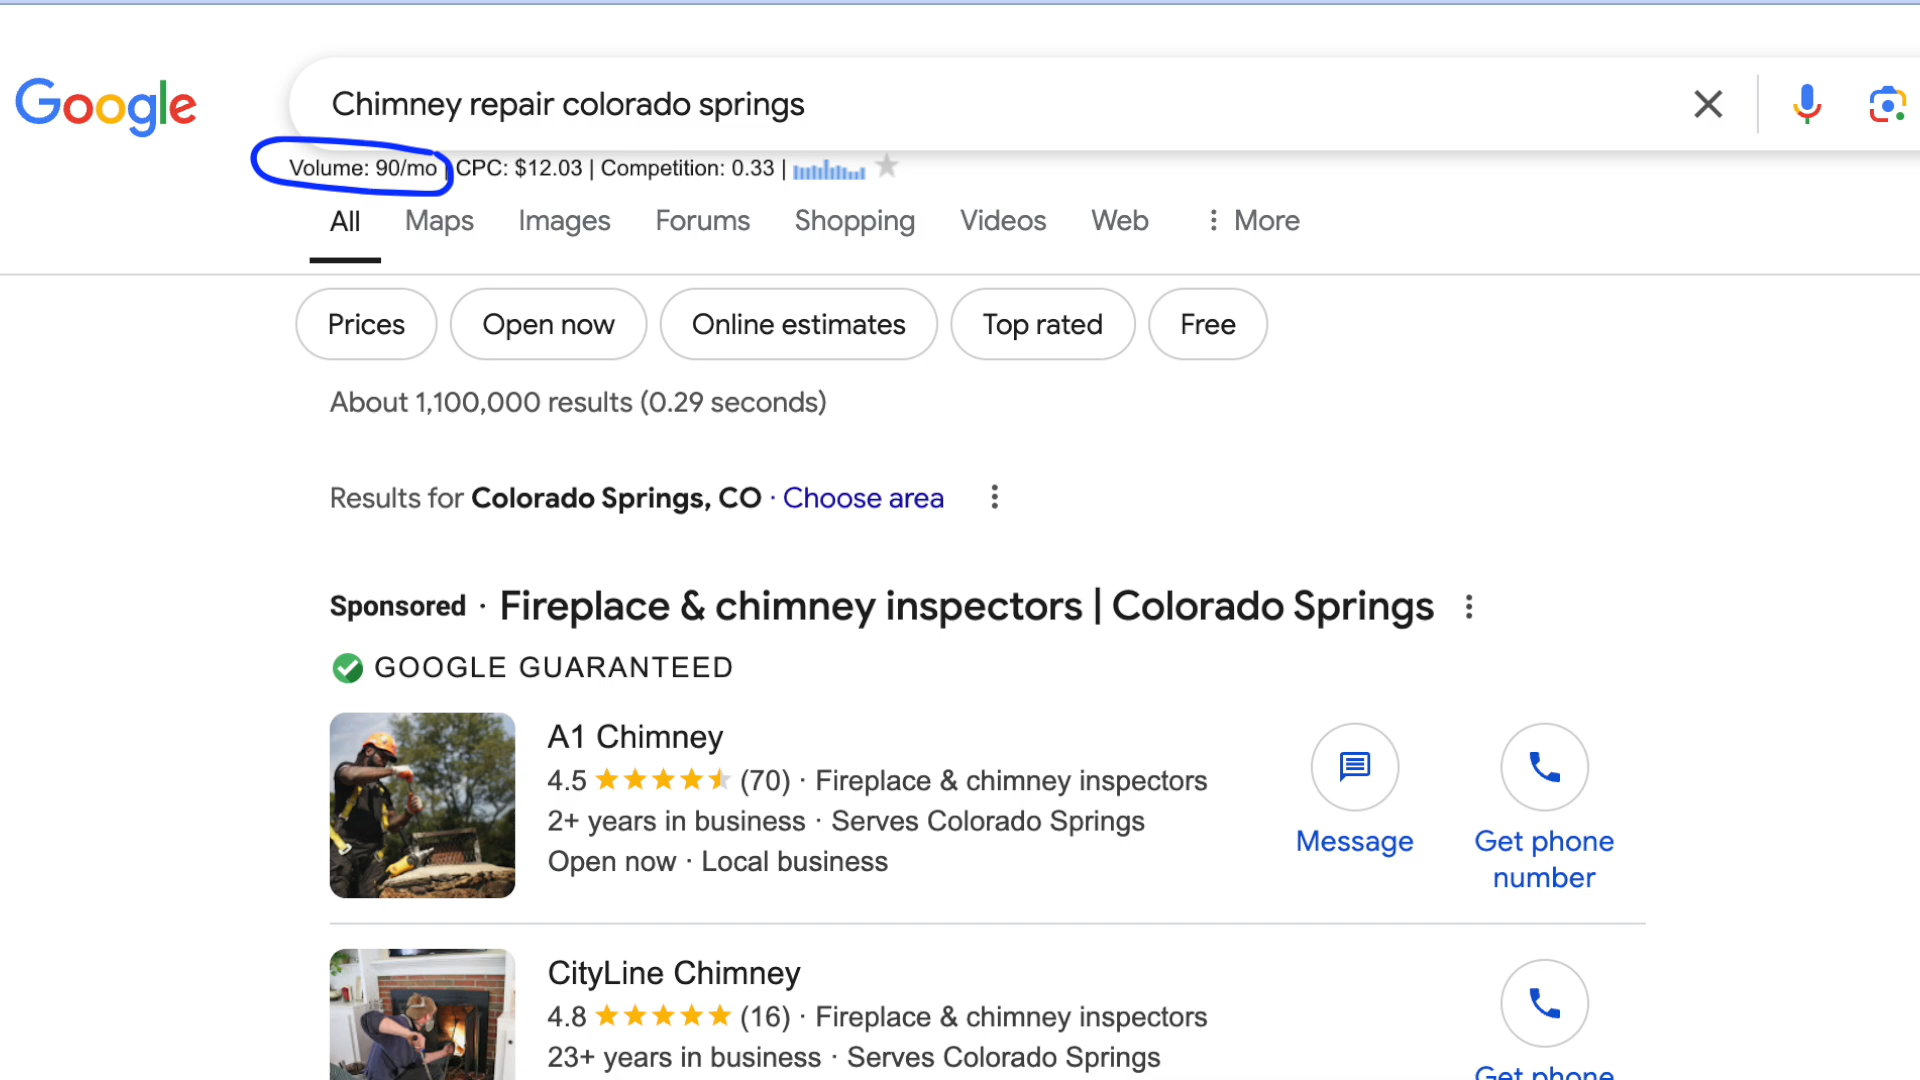 Google
Chimney repair colorado springs
Volume: 90/mo | CPC: $12.03 | Competition: 0.33 |
All Maps Images Forums Shopping Videos Web More
Prices Open now Online estimates Top rated Free
About 1,100,000 results (0.29 seconds)
Results for Colorado Springs, CO · Choose area
Sponsored · Fireplace & chimney inspectors | Colorado Springs
GOOGLE GUARANTEED
A1 Chimney
4.5 (70) · Fireplace & chimney inspectors
2+ years in business · Serves Colorado Springs
Open now · Local business
Message
Get phone
number
CityLine Chimney
4.8 (16) · Fireplace & chimney inspectors
23+ years in business · Serves Colorado Springs
Get phone